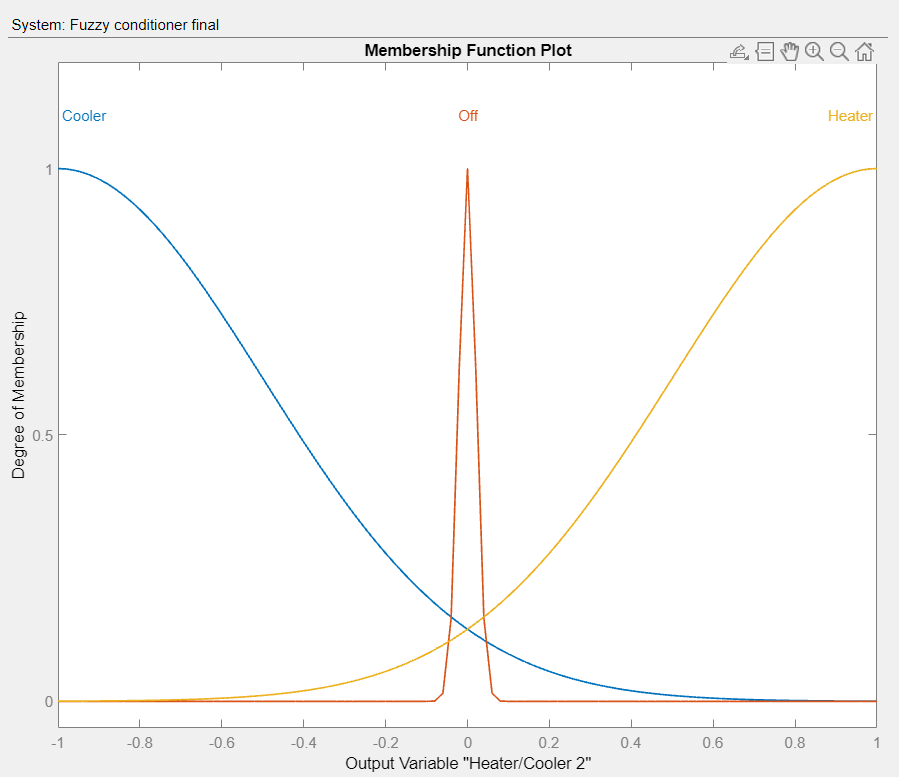 System: Fuzzy conditioner final
Membership Function Plot
Cooler Off Heater
1
0.5
0
Degree of Membership
-1 -0.8 -0.6 -0.4 -0.2 0 0.2 0.4 0.6 0.8 1
Output Variable "Heater/Cooler 2"